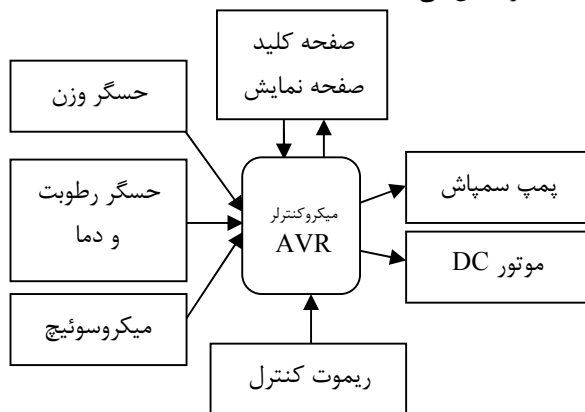 صفحه کلید
صفحه نمایش
حسگر وزن
حسگر رطوبت
و دما
میکروسوئیچ
میکروکنترلر
AVR
پمپ سمپاش
موتور DC
ریموت کنترل